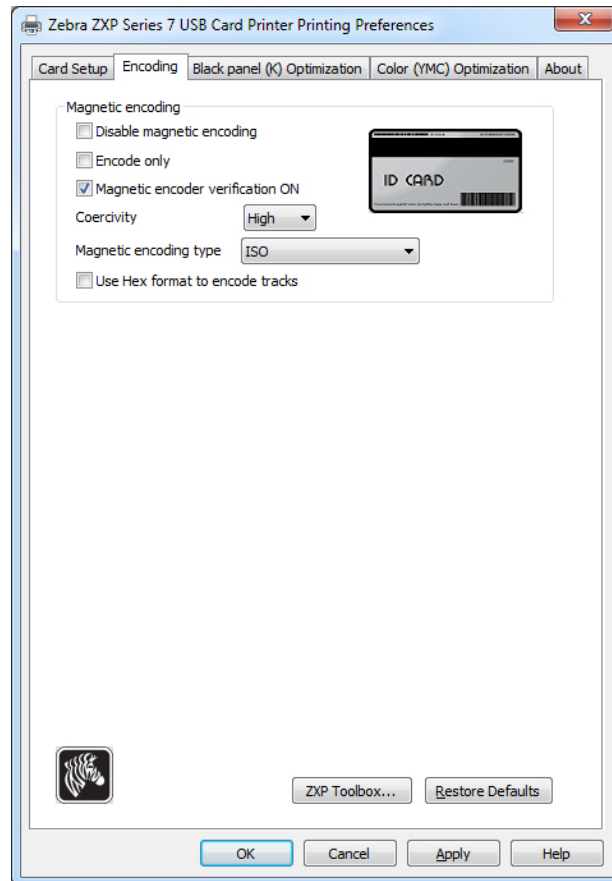 Zebra ZXP Series 7 USB Card Printer Printing Preferences
Card Setup Encoding Black panel (K) Optimization Color (YMC) Optimization About
Magnetic encoding
Disable magnetic encoding
Encode only
Magnetic encoder verification ON
ID CARD
Coercivity High
Magnetic encoding type ISO
Use Hex format to encode tracks
ZXP Toolbox... Restore Defaults
OK Cancel Apply Help